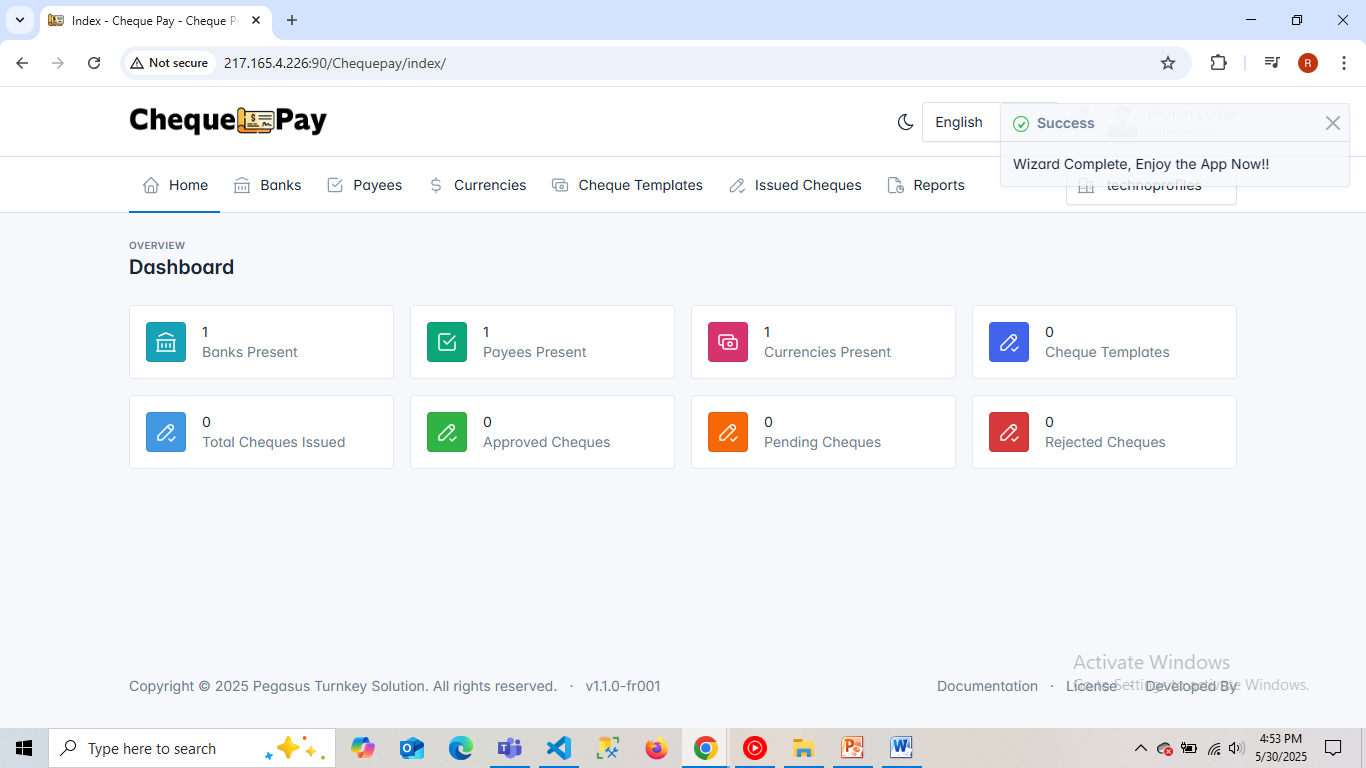 Index - Cheque Pay - Cheque P
Not secure
217.165.4.226:90/Chequepay/index/
R
Cheque Pay
English
Success
Wizard Complete, Enjoy the App Now!!
Home
Banks
Payees
Currencies
Cheque Templates
Issued Cheques
Reports
technoprofiles
OVERVIEW
Dashboard
1
Banks Present
1
Payees Present
1
Currencies Present
0
Cheque Templates
0
Total Cheques Issued
0
Approved Cheques
0
Pending Cheques
0
Rejected Cheques
Activate Windows
Go to Settings to activate Windows.
Copyright © 2025 Pegasus Turnkey Solution. All rights reserved. · v1.1.0-fr001
Documentation · License · Developed By
Type here to search
4:53 PM
5/30/2025